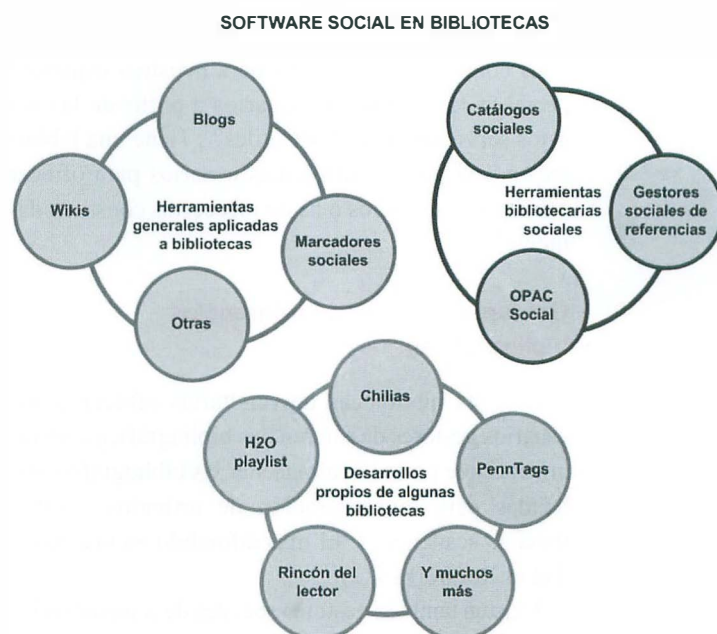 SOFTWARE SOCIAL EN BIBLIOTECAS
Blogs
Wikis
Herramientas
generales aplicadas
a bibliotecas
Marcadores
sociales
Otras
Catálogos
sociales
Herramientas
bibliotecarias
sociales
Gestores
sociales de
referencias
OPAC
Social
Chilias
H2O
playlist
Desarrollos
propios de algunas
bibliotecas
PennTags
Rincón del
lector
Y muchos
más